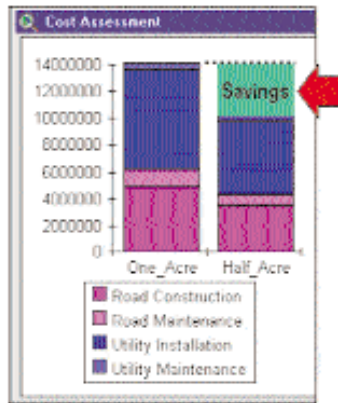 Cost Assessment
14000000
12000000
10000000
8000000
6000000
4000000
2000000
0
Savings
One_Acre Half_Acre
Road Construction
Road Maintenance
Utility Installation
Utility Maintenance